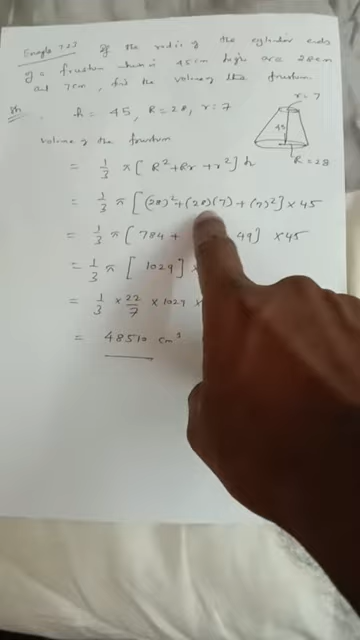 Example 7.23 If the radii of the cylinder ends
of a frustum which is 45 cm high are 28 cm
and 7 cm, find the volume of the frustum
h = 45, R = 28, r = 7
r = 7
45
R = 28
volume of the frustum
= 1/3 π [ R² + Rr + r² ] h
= 1/3 π [ (28)² + (28)(7) + (7)² ] × 45
= 1/3 π [ 784 + 49 ] × 45
= 1/3 π [ 1029 ] ×
= 1/3 × 22/7 × 1029 ×
= 48510 cm³